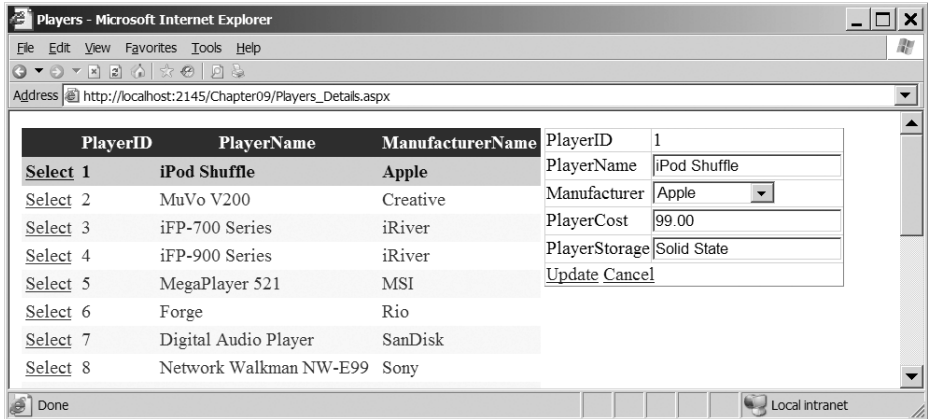 Players - Microsoft Internet Explorer
File Edit View Favorites Tools Help
Address http://localhost:2145/Chapter09/Players_Details.aspx
PlayerID PlayerName ManufacturerName
Select 1 iPod Shuffle Apple
Select 2 MuVo V200 Creative
Select 3 iFP-700 Series iRiver
Select 4 iFP-900 Series iRiver
Select 5 MegaPlayer 521 MSI
Select 6 Forge Rio
Select 7 Digital Audio Player SanDisk
Select 8 Network Walkman NW-E99 Sony
PlayerID 1
PlayerName iPod Shuffle
Manufacturer Apple
PlayerCost 99.00
PlayerStorage Solid State
Update Cancel
Done Local intranet